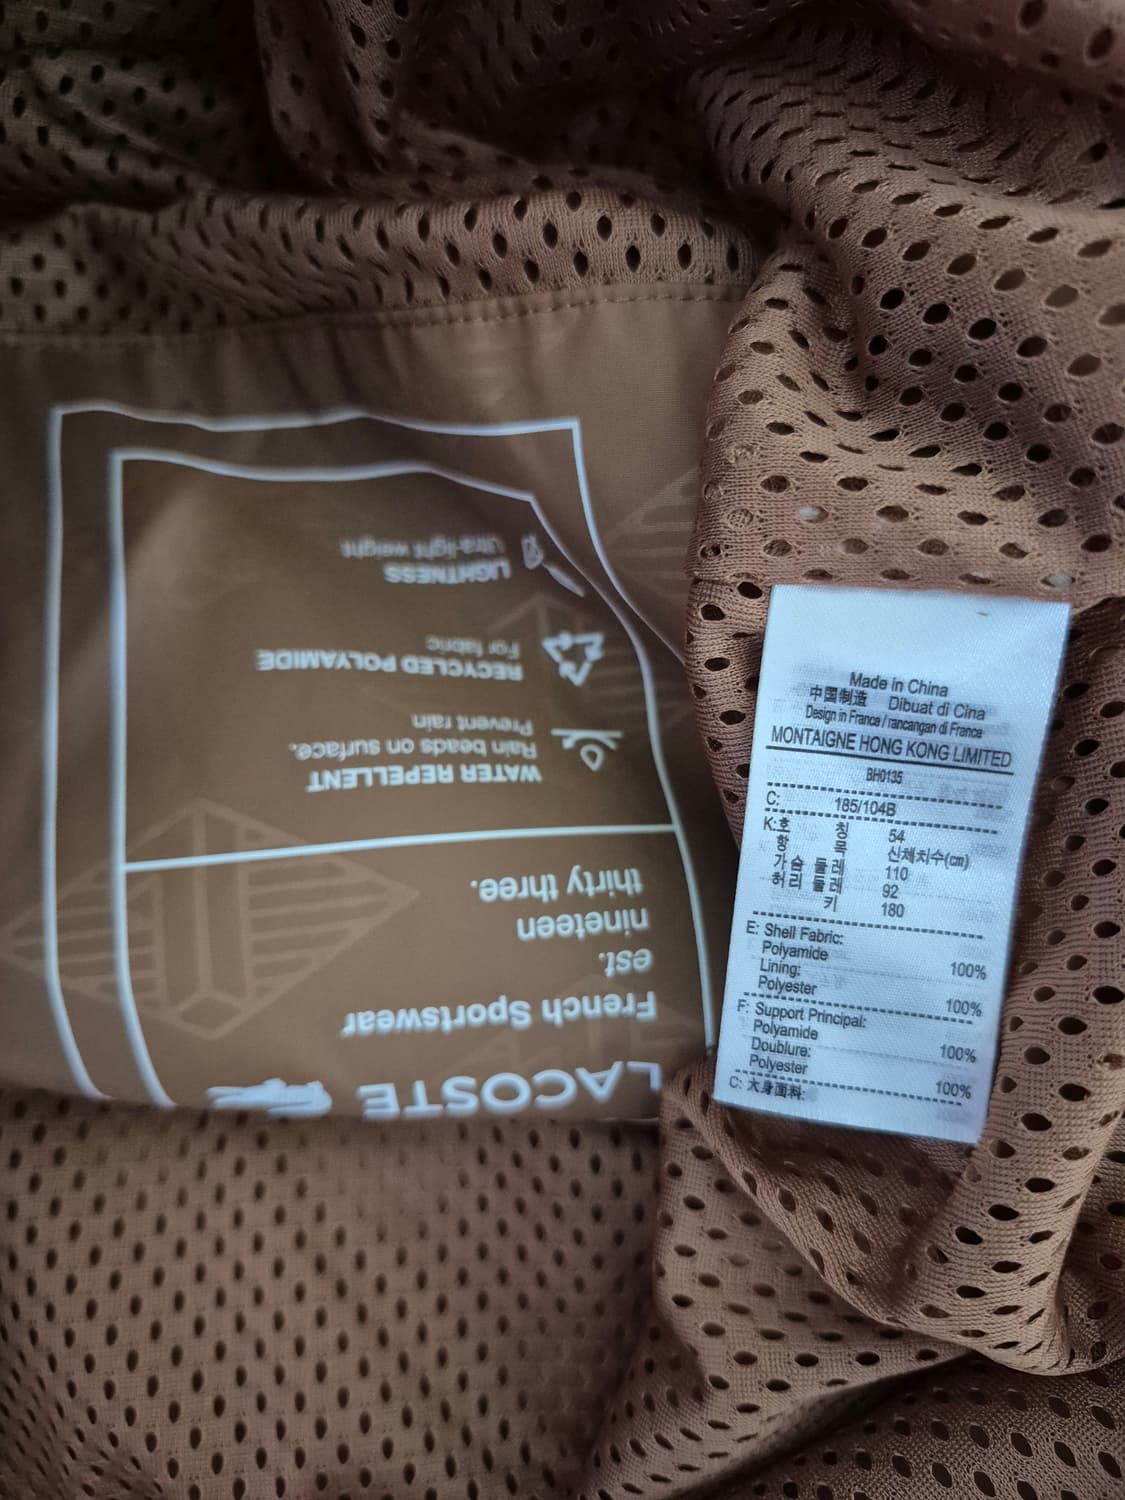 LACOSTE
French Sportswear
est.
nineteen
thirty three.
WATER REPELLENT
Rain beads on surface.
Prevent rain
RECYCLED POLYAMIDE
For fabric
LIGHTNESS
Ultra-light weight
Made in China
中国制造 Dibuat di Cina
Design in France / rancangan di France
MONTAIGNE HONG KONG LIMITED
BH0135
C: 185/104B
K:호 칭 54
항 목 신체치수(cm)
가슴 둘레 110
허리 둘레 92
키 180
E: Shell Fabric:
Polyamide 100%
Lining:
Polyester 100%
F: Support Principal:
Polyamide 100%
Doublure:
Polyester 100%
C: 大身面料: